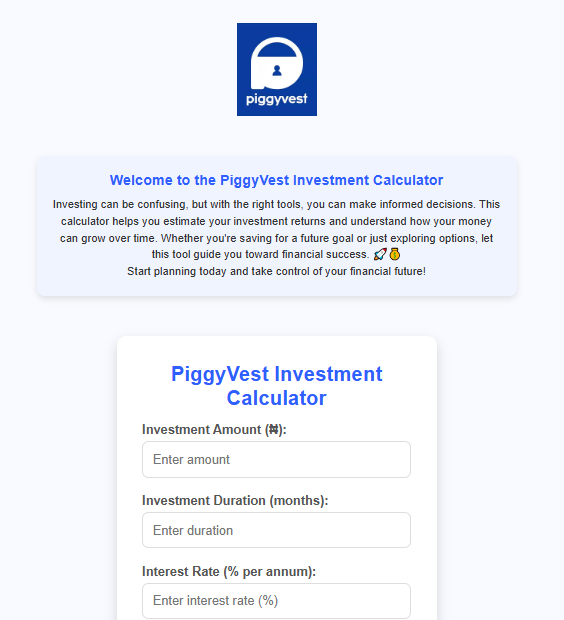 piggyvest
Welcome to the PiggyVest Investment Calculator
Investing can be confusing, but with the right tools, you can make informed decisions. This
calculator helps you estimate your investment returns and understand how your money
can grow over time. Whether you're saving for a future goal or just exploring options, let
this tool guide you toward financial success. 🚀💰
Start planning today and take control of your financial future!
PiggyVest Investment
Calculator
Investment Amount (₦):
Enter amount
Investment Duration (months):
Enter duration
Interest Rate (% per annum):
Enter interest rate (%)